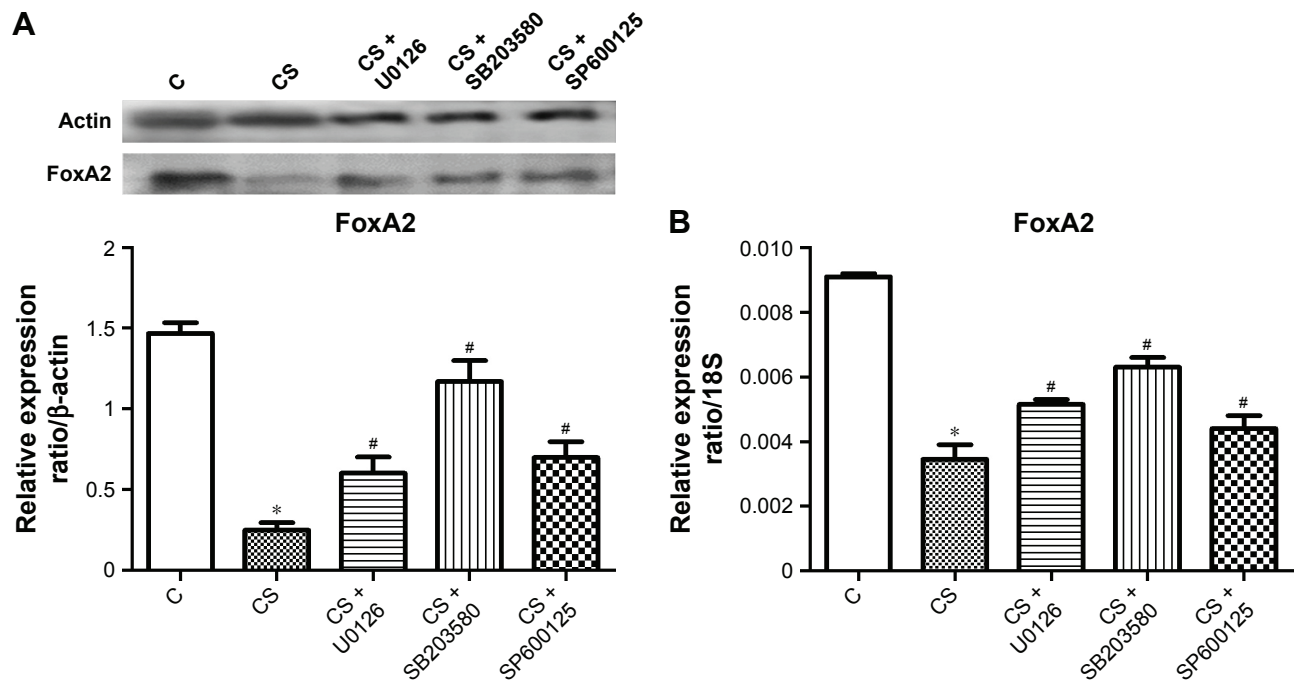 A
C
CS
CS +
U0126
CS +
SB203580
CS +
SP600125
Actin
FoxA2
FoxA2
Relative expression
ratio/β-actin
2
1.5
1
0.5
0
*
#
#
#
C
CS
CS +
U0126
CS +
SB203580
CS +
SP600125
B
FoxA2
Relative expression
ratio/18S
0.010
0.008
0.006
0.004
0.002
0
*
#
#
#
C
CS
CS +
U0126
CS +
SB203580
CS +
SP600125